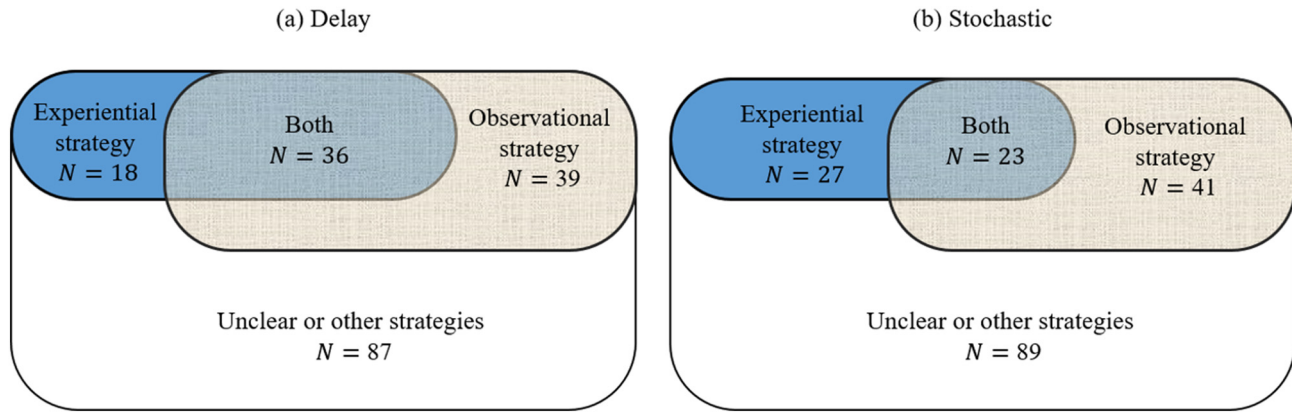 (a) Delay
Experiential
strategy
N = 18
Both
N = 36
Observational
strategy
N = 39
Unclear or other strategies
N = 87
(b) Stochastic
Experiential
strategy
N = 27
Both
N = 23
Observational
strategy
N = 41
Unclear or other strategies
N = 89